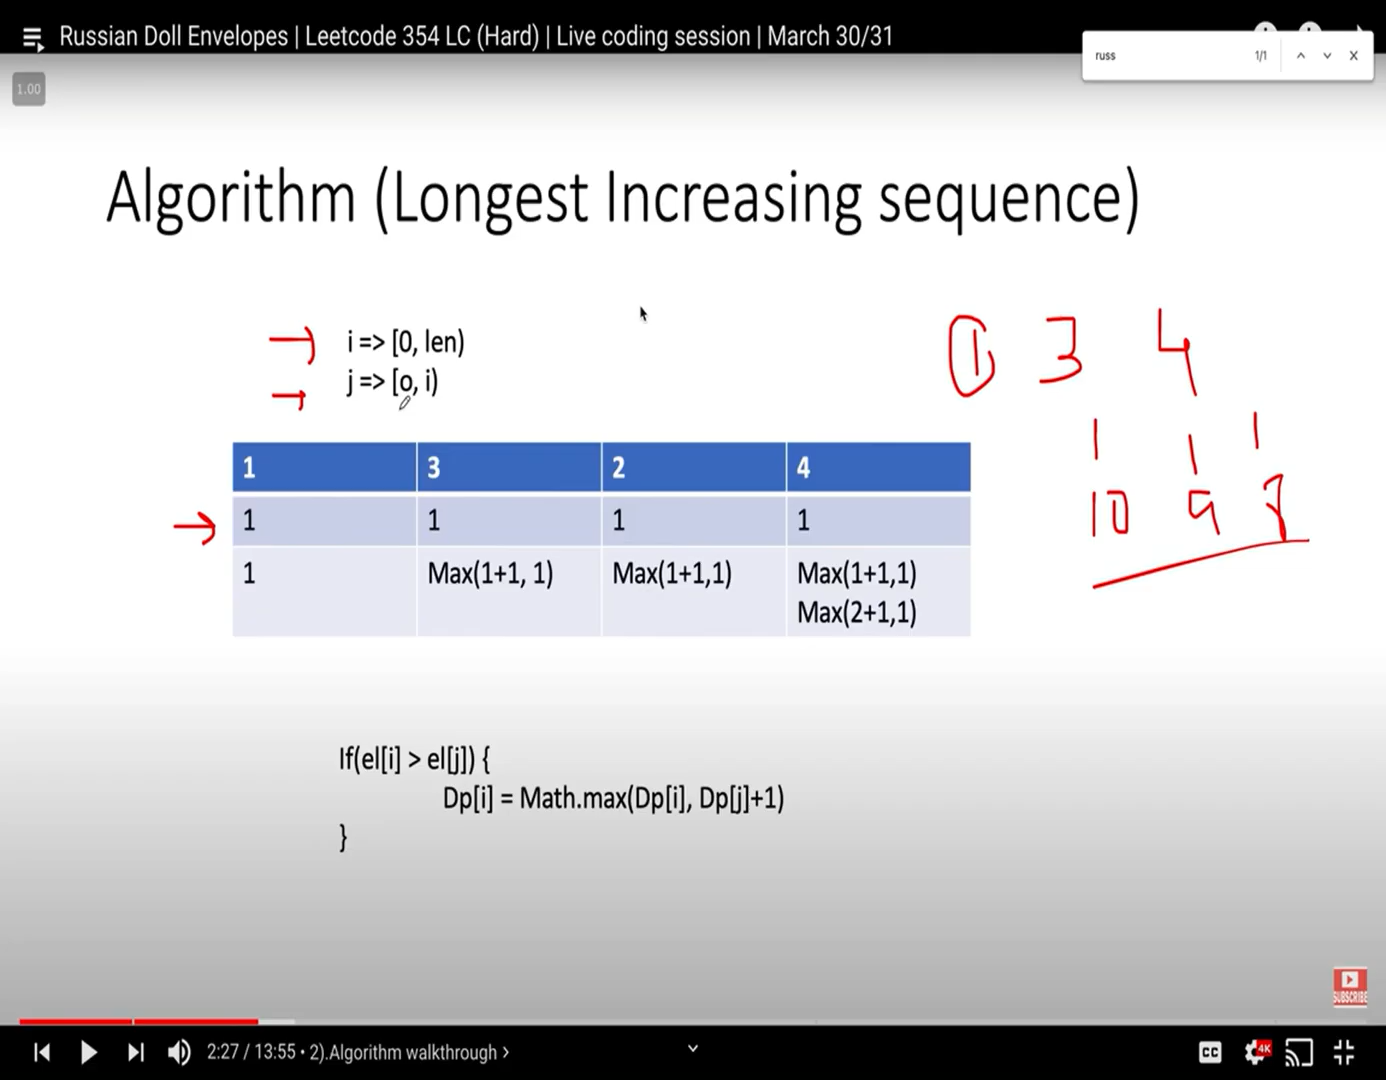 Russian Doll Envelopes | Leetcode 354 LC (Hard) | Live coding session | March 30/31
russ 1/1
1.00
Algorithm (Longest Increasing sequence)
i => [0, len)
j => [o, i)
1 3 4
1 1 1
10 9
1 3 2 4
1 1 1 1
1 Max(1+1, 1) Max(1+1,1) Max(1+1,1)
Max(2+1,1)
If(el[i] > el[j]) {
Dp[i] = Math.max(Dp[i], Dp[j]+1)
}
SUBSCRIBE
2:27 / 13:55 • 2).Algorithm walkthrough >
CC 4K